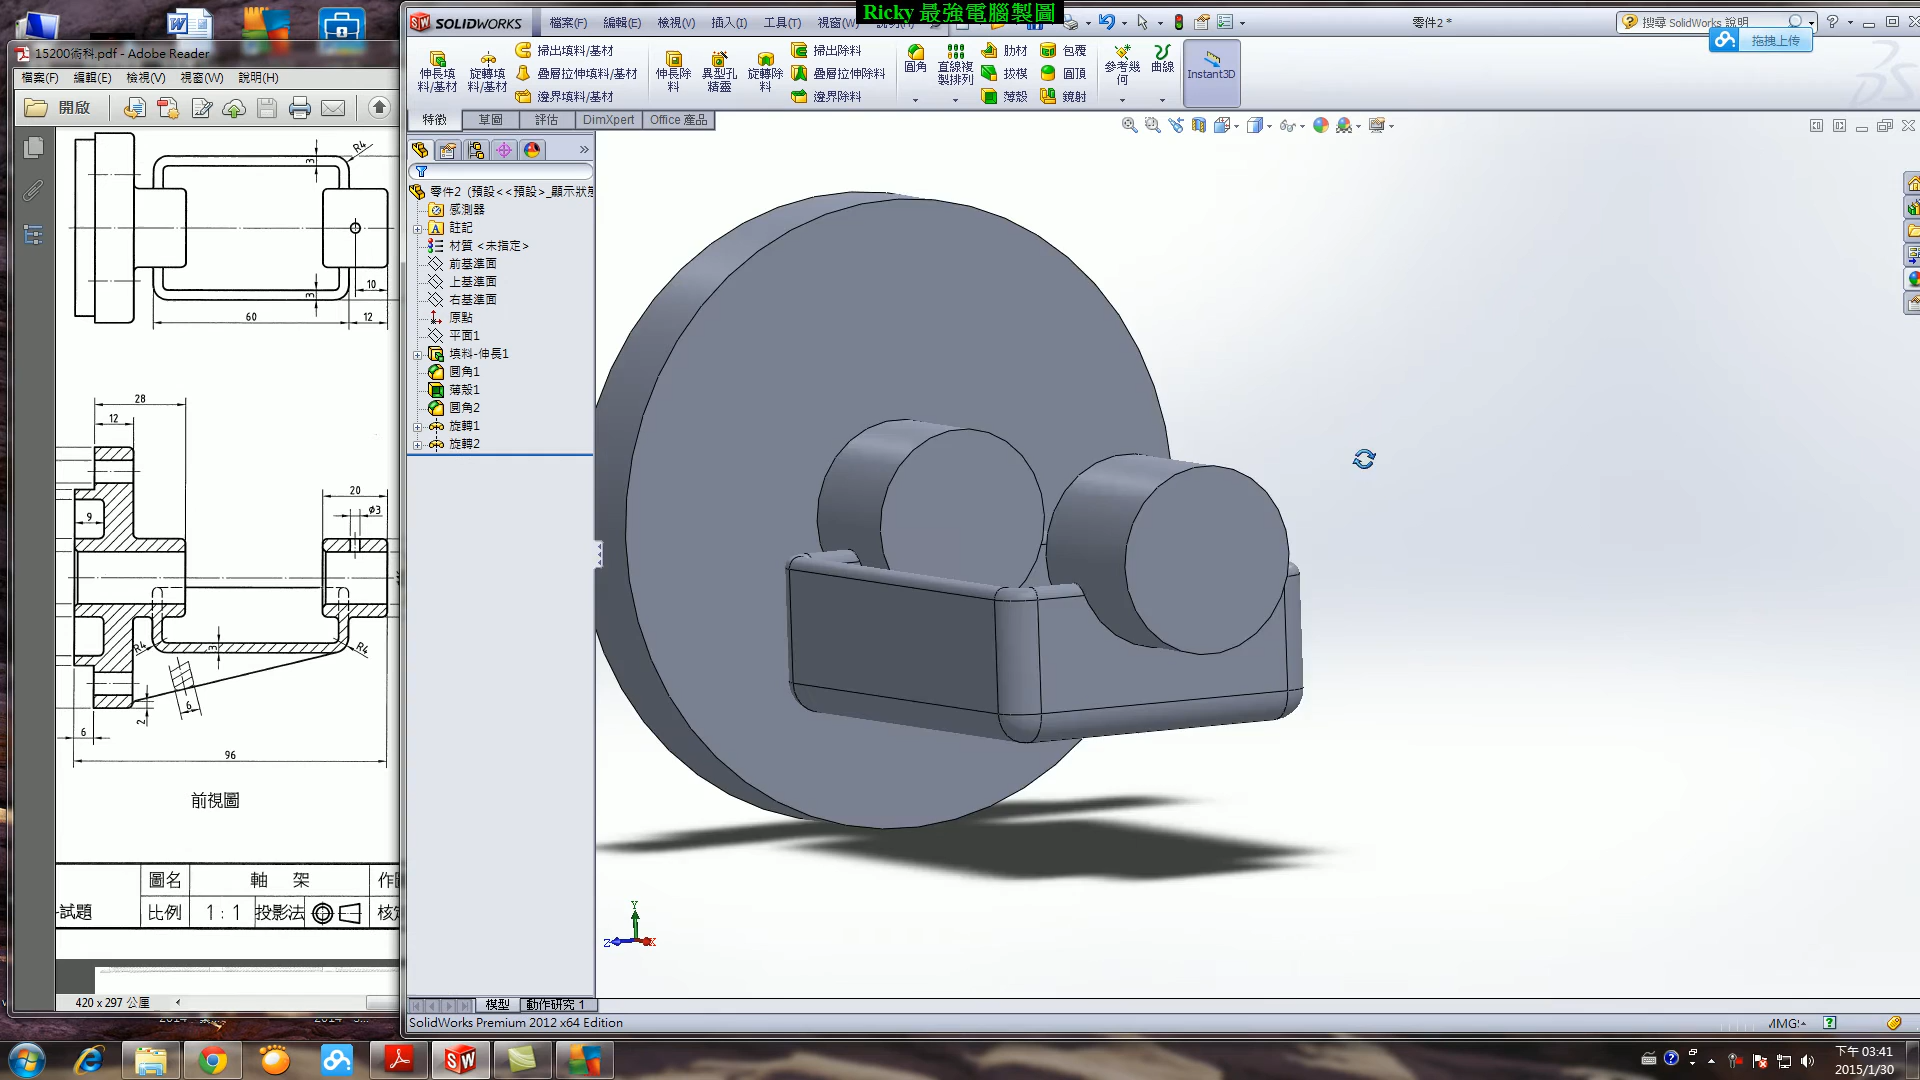 Ricky 最強電腦製圖
15200術科.pdf - Adobe Reader
檔案(F) 編輯(E) 檢視(V) 視窗(W) 說明(H)
開啟
SOLIDWORKS
檔案(F) 編輯(E) 檢視(V) 插入(I) 工具(T) 視窗(W)
零件2 *
搜尋 SolidWorks 說明
拖拽上传
伸長填料/基材
旋轉填料/基材
掃出填料/基材
疊層拉伸填料/基材
邊界填料/基材
伸長除料
異型孔精靈
旋轉除料
掃出除料
疊層拉伸除料
邊界除料
圓角
直線複製排列
肋材
拔模
薄殼
包覆
圓頂
鏡射
參考幾何
曲線
Instant3D
特徵 草圖 評估 DimXpert Office 產品
零件2 (預設<<預設>_顯示狀態
感測器
註記
材質 <未指定>
前基準面
上基準面
右基準面
原點
平面1
填料-伸長1
圓角1
薄殼1
圓角2
旋轉1
旋轉2
R4
3
3
10
60
12
28
12
20
ø3
9
R4
3
R4
6
2
6
96
前視圖
圖名 軸 架
試題 比例 1 : 1 投影法
420 x 297 公厘
Y
Z
X
模型 動作研究 1
SolidWorks Premium 2012 x64 Edition
下午 03:41
2015/1/30